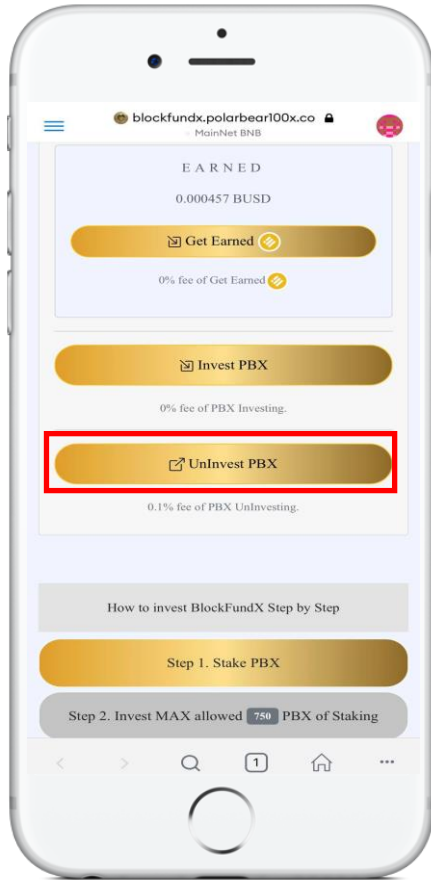 blockfundx.polarbear100x.co
MainNet BNB
EARNED
0.000457 BUSD
Get Earned
0% fee of Get Earned
Invest PBX
0% fee of PBX Investing.
UnInvest PBX
0.1% fee of PBX UnInvesting.
How to invest BlockFundX Step by Step
Step 1. Stake PBX
Step 2. Invest MAX allowed 750 PBX of Staking
1